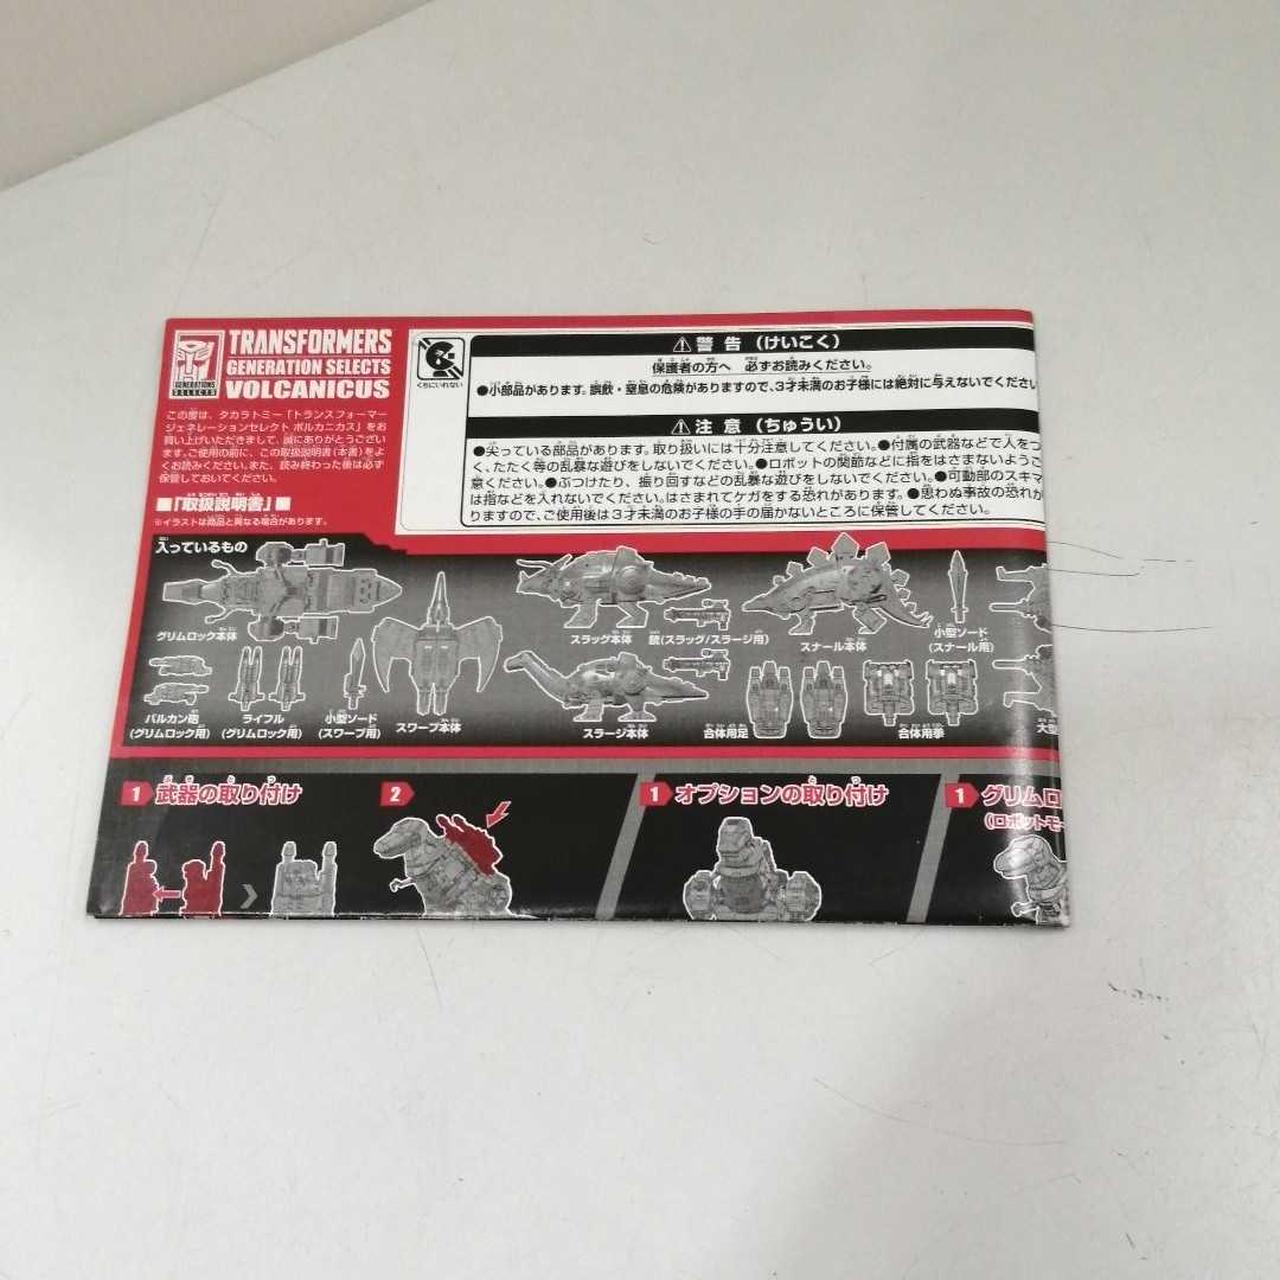 TRANSFORMERS
GENERATION SELECTS
VOLCANICUS
GENERATIONS
SELECTS
この度は、タカラトミー「トランスフォーマー
ジェネレーションセレクト ボルカニカス」をお
買い上げいただきまして、誠にありがとうござい
ます。ご使用の前に、この取扱説明書(本書)をよ
くお読みください。また、読み終わった後は必ず
保管しておいてください。
■「取扱説明書」■
※イラストは商品と異なる場合があります。
くちにいれない
⚠警告(けいこく)
保護者の方へ 必ずお読みください。
●小部品があります。誤飲・窒息の危険がありますので、3才未満のお子様には絶対に与えないでください
⚠注意(ちゅうい)
●尖っている部品があります。取り扱いには十分注意してください。●付属の武器などで人をつ
く、たたく等の乱暴な遊びをしないでください。●ロボットの関節などに指をはさまないようご
意ください。●ぶつけたり、振り回すなどの乱暴な遊びをしないでください。●可動部のスキマ
は指などを入れないでください。はさまれてケガをする恐れがあります。●思わぬ事故の恐れが
りますので、ご使用後は3才未満のお子様の手の届かないところに保管してください。
入っているもの
グリムロック本体
スラッグ本体
銃(スラッグ/スラージ用)
スナール本体
小型ソード
(スナール用)
バルカン砲
(グリムロック用)
ライフル
(グリムロック用)
小型ソード
(スワープ用)
スワープ本体
スラージ本体
合体用足
合体用拳
大型
1 武器の取り付け
2
1 オプションの取り付け
1 グリムロ
(ロボットモー